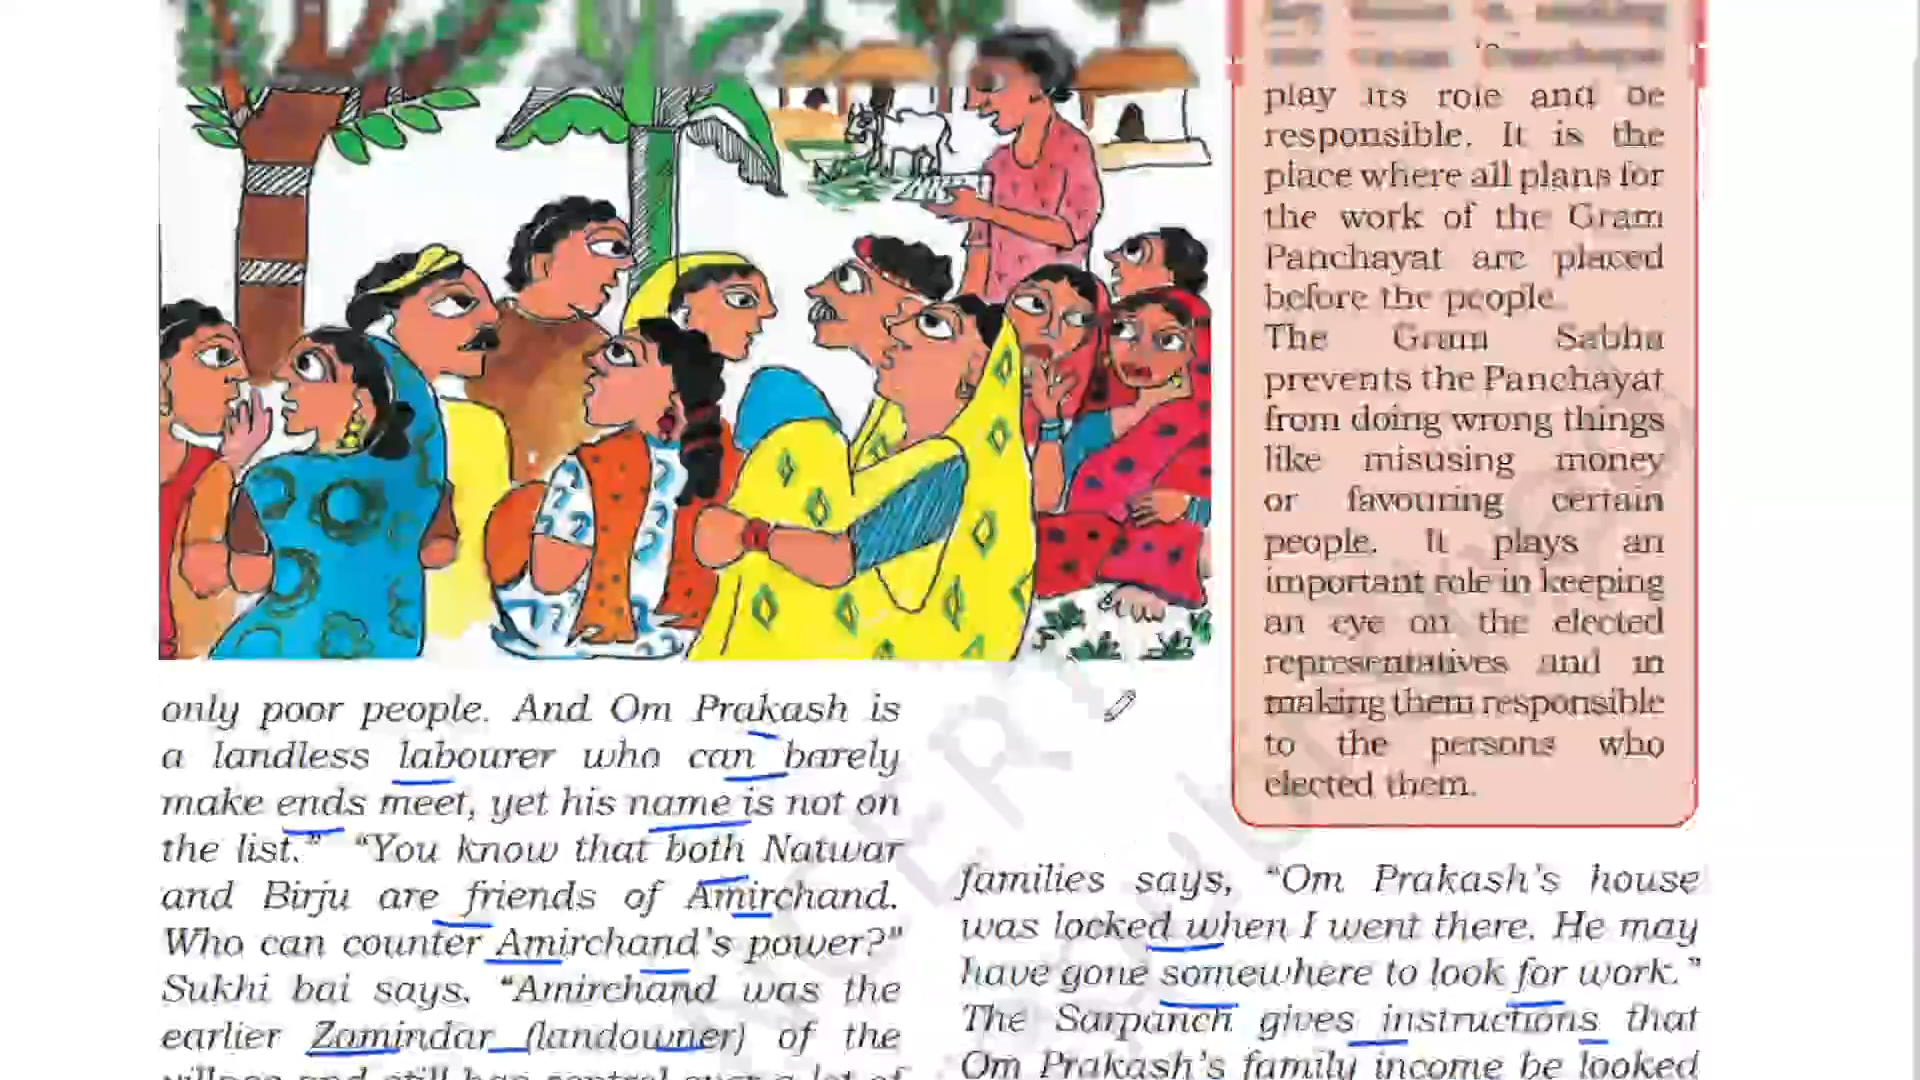 play its role and be
responsible. It is the
place where all plans for
the work of the Gram
Panchayat are placed
before the people.
The Gram Sabha
prevents the Panchayat
from doing wrong things
like misusing money
or favouring certain
people. It plays an
important role in keeping
an eye on the elected
representatives and in
making them responsible
to the persons who
elected them.
only poor people. And Om Prakash is
a landless labourer who can barely
make ends meet, yet his name is not on
the list.” “You know that both Natwar
and Birju are friends of Amirchand.
Who can counter Amirchand’s power?”
Sukhi bai says. “Amirchand was the
earlier Zamindar (landowner) of the
families says, “Om Prakash’s house
was locked when I went there. He may
have gone somewhere to look for work.”
The Sarpanch gives instructions that
Om Prakash’s family income be looked